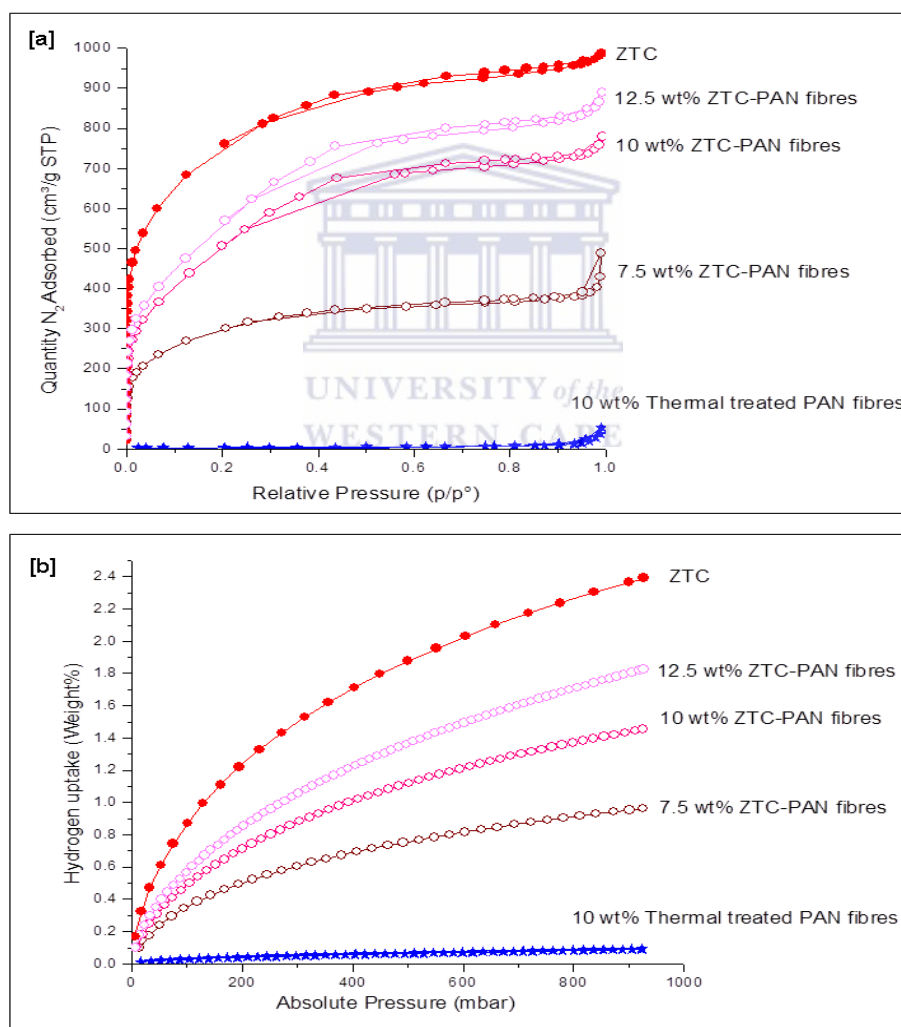 [a]
1000
900
800
700
600
500
400
300
200
100
0
Quantity N₂ Adsorbed (cm³/g STP)
0.0 0.2 0.4 0.6 0.8 1.0
Relative Pressure (p/p°)
ZTC
12.5 wt% ZTC-PAN fibres
10 wt% ZTC-PAN fibres
7.5 wt% ZTC-PAN fibres
10 wt% Thermal treated PAN fibres
UNIVERSITY of the
WESTERN CAPE
[b]
2.4
2.2
2.0
1.8
1.6
1.4
1.2
1.0
0.8
0.6
0.4
0.2
0.0
Hydrogen uptake (Weight%)
0 200 400 600 800 1000
Absolute Pressure (mbar)
ZTC
12.5 wt% ZTC-PAN fibres
10 wt% ZTC-PAN fibres
7.5 wt% ZTC-PAN fibres
10 wt% Thermal treated PAN fibres